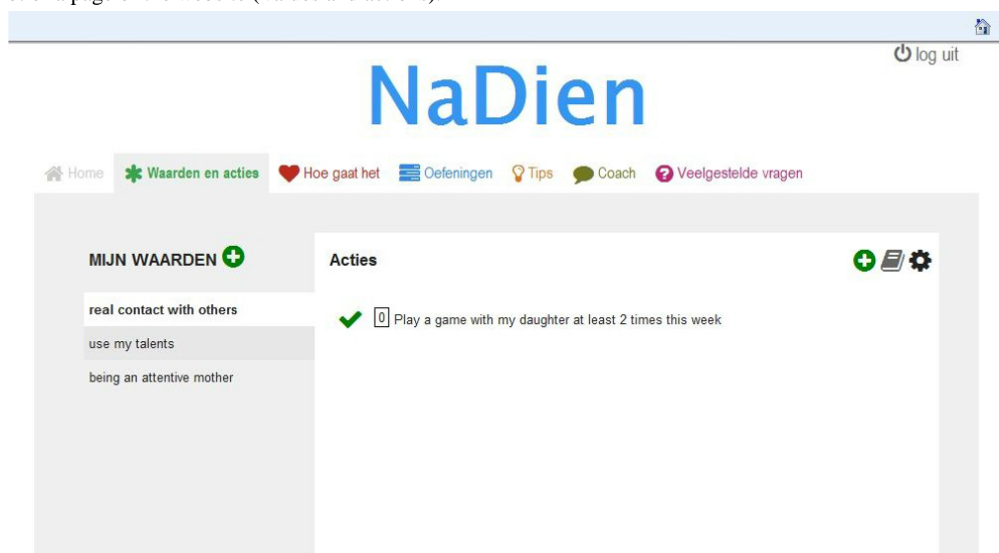 log uit
NaDien
Home Waarden en acties Hoe gaat het Oefeningen Tips Coach Veelgestelde vragen
MIJN WAARDEN
real contact with others
use my talents
being an attentive mother
Acties
0 Play a game with my daughter at least 2 times this week